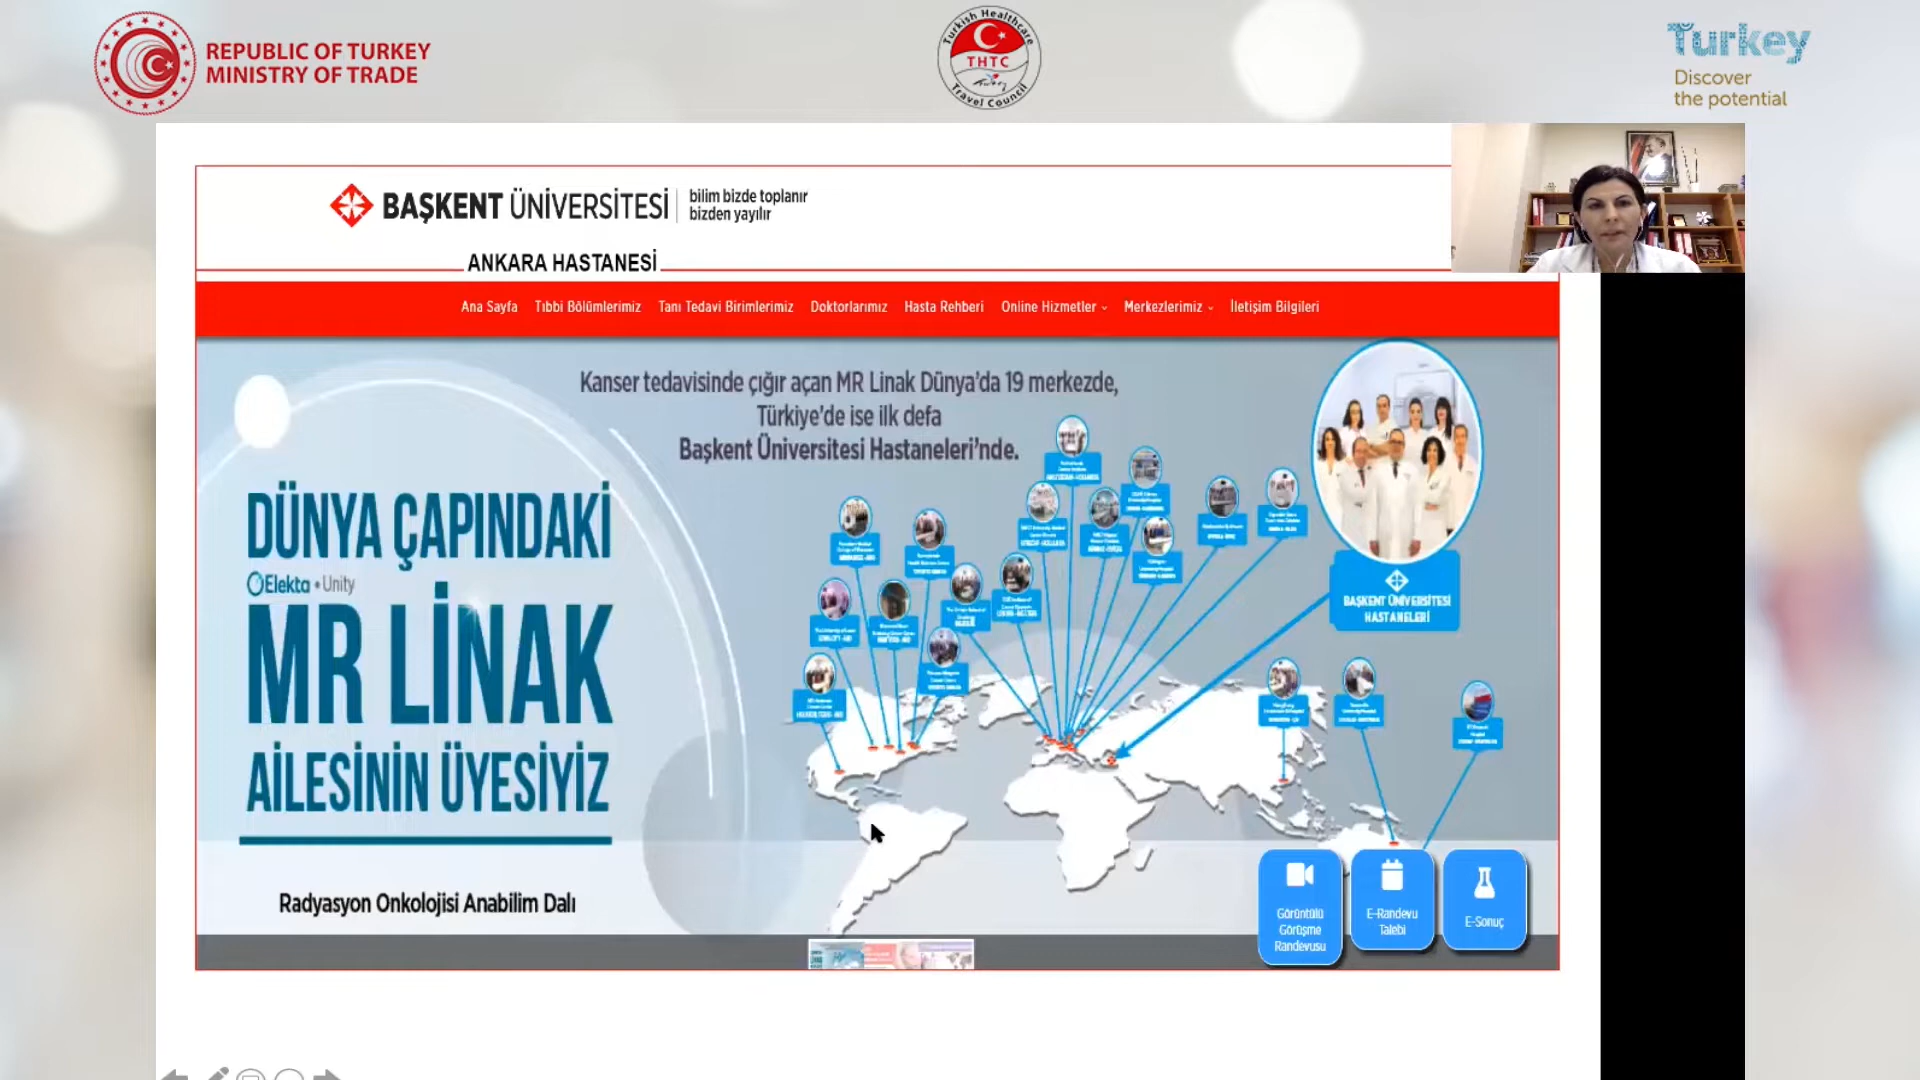 REPUBLIC OF TURKEY
MINISTRY OF TRADE
Turkish Healthcare
THTC
Travel Council
Turkey
Discover
the potential
BAŞKENT ÜNİVERSİTESİ
bilim bizde toplanır
bizden yayılır
ANKARA HASTANESİ
Ana Sayfa Tıbbi Bölümlerimiz Tanı Tedavi Birimlerimiz Doktorlarımız Hasta Rehberi Online Hizmetler Merkezlerimiz İletişim Bilgileri
Kanser tedavisinde çığır açan MR Linak Dünya'da 19 merkezde,
Türkiye'de ise ilk defa
Başkent Üniversitesi Hastaneleri'nde.
DÜNYA ÇAPINDAKİ
Elekta • Unity
MR LİNAK
AİLESİNİN ÜYESİYİZ
Radyasyon Onkolojisi Anabilim Dalı
BAŞKENT ÜNİVERSİTESİ
HASTANELERİ
Görüntülü
Görüşme
Randevusu
E-Randevu
Talebi
E-Sonuç